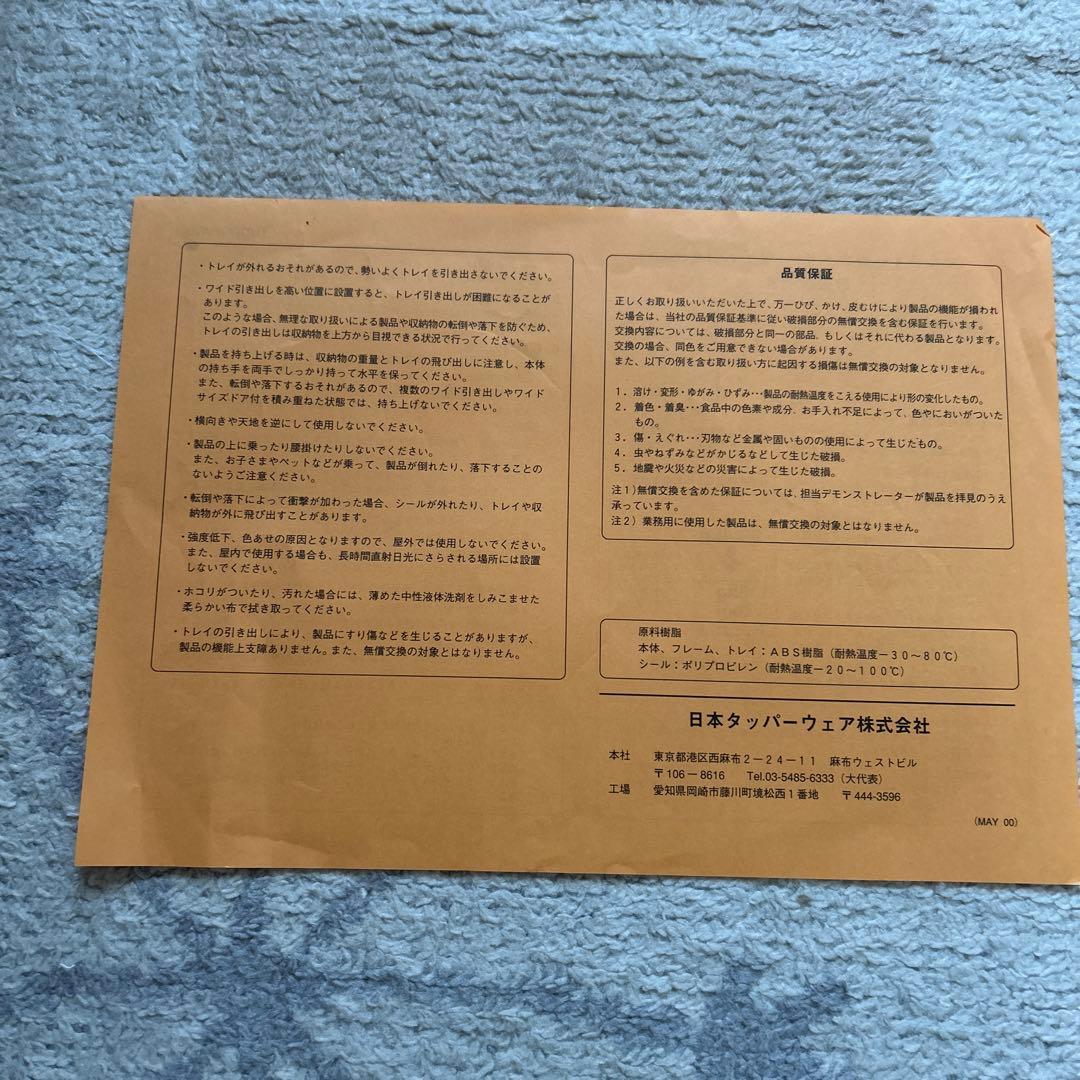 ・トレイが外れるおそれがあるので、勢いよくトレイを引き出さないでください。
・ワイド引き出しを高い位置に設置すると、トレイ引き出しが困難になることが
あります。
このような場合、無理な取り扱いによる製品や収納物の転倒や落下を防ぐため、
トレイの引き出しは収納物を上方から目視できる状況で行ってください。
・製品を持ち上げる時は、収納物の重量とトレイの飛び出しに注意し、本体
の持ち手を両手でしっかり持って水平を保ってください。
また、転倒や落下するおそれがあるので、複数のワイド引き出しやワイド
サイズドア付を積み重ねた状態では、持ち上げないでください。
・横向きや天地を逆にして使用しないでください。
・製品の上に乗ったり腰掛けたりしないでください。
また、お子さまやペットなどが乗って、製品が倒れたり、落下することの
ないようご注意ください。
・転倒や落下によって衝撃が加わった場合、シールが外れたり、トレイや収
納物が外に飛び出すことがあります。
・強度低下、色あせの原因となりますので、屋外では使用しないでください。
また、屋内で使用する場合も、長時間直射日光にさらされる場所には設置
しないでください。
・ホコリがついたり、汚れた場合には、薄めた中性液体洗剤をしみこませた
柔らかい布で拭き取ってください。
・トレイの引き出しにより、製品にすり傷などを生じることがありますが、
製品の機能上支障ありません。また、無償交換の対象とはなりません。
品質保証
正しくお取り扱いいただいた上で、万一ひび、かけ、皮むけにより製品の機能が損われ
た場合は、当社の品質保証基準に従い破損部分の無償交換を含む保証を行います。
交換内容については、破損部分と同一の部品、もしくはそれに代わる製品となります。
交換の場合、同色をご用意できない場合があります。
また、以下の例を含む取り扱い方に起因する損傷は無償交換の対象となりません。
1．溶け・変形・ゆがみ・ひずみ･･･製品の耐熱温度をこえる使用により形の変化したもの。
2．着色・着臭･･･食品中の色素や成分、お手入れ不足によって、色やにおいがついた
もの。
3．傷・えぐれ･･･刃物など金属や固いものの使用によって生じたもの。
4．虫やねずみなどがかじるなどして生じた破損。
5．地震や火災などの災害によって生じた破損。
注1）無償交換を含めた保証については、担当デモンストレーターが製品を拝見のうえ
承っています。
注2）業務用に使用した製品は、無償交換の対象とはなりません。
原料樹脂
本体、フレーム、トレイ：ＡＢＳ樹脂（耐熱温度－３０～８０℃）
シール：ポリプロピレン（耐熱温度－２０～１００℃）
日本タッパーウェア株式会社
本社　東京都港区西麻布２－２４－１１　麻布ウェストビル
〒106－8616　Tel.03-5485-6333（大代表）
工場　愛知県岡崎市藤川町境松西１番地　〒444-3596
（MAY 00）